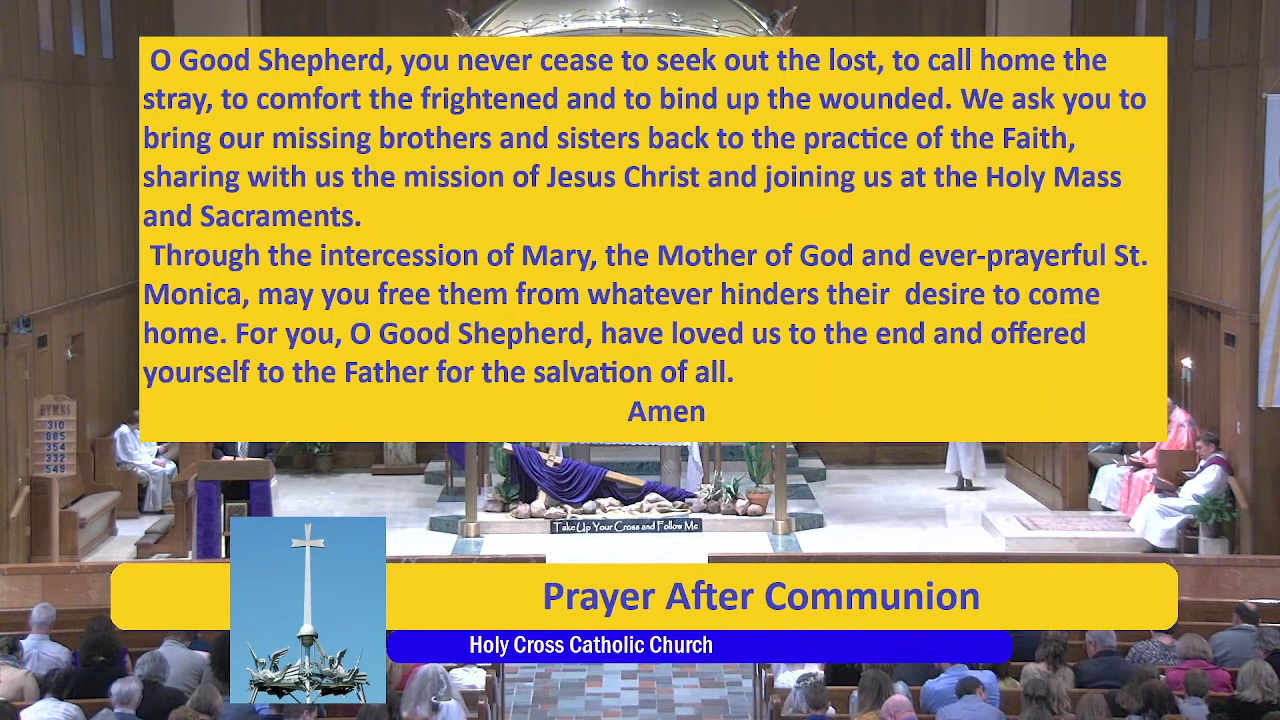 O Good Shepherd, you never cease to seek out the lost, to call home the
stray, to comfort the frightened and to bind up the wounded. We ask you to
bring our missing brothers and sisters back to the practice of the Faith,
sharing with us the mission of Jesus Christ and joining us at the Holy Mass
and Sacraments.
Through the intercession of Mary, the Mother of God and ever-prayerful St.
Monica, may you free them from whatever hinders their  desire to come
home. For you, O Good Shepherd, have loved us to the end and offered
yourself to the Father for the salvation of all.
Amen
HYMNS
310
885
354
332
549
Take Up Your Cross and Follow Me
Prayer After Communion
Holy Cross Catholic Church